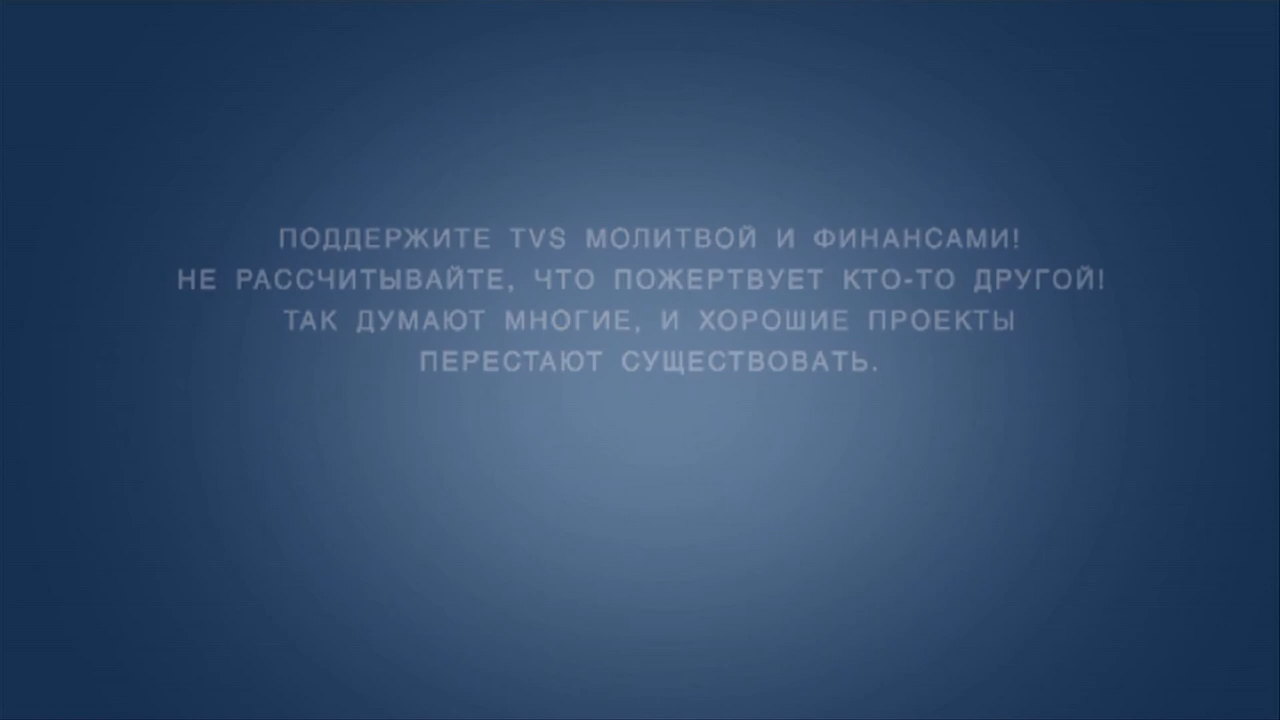 ПОДДЕРЖИТЕ TVS МОЛИТВОЙ И ФИНАНСАМИ!
НЕ РАССЧИТЫВАЙТЕ, ЧТО ПОЖЕРТВУЕТ КТО-ТО ДРУГОЙ!
ТАК ДУМАЮТ МНОГИЕ, И ХОРОШИЕ ПРОЕКТЫ
ПЕРЕСТАЮТ СУЩЕСТВОВАТЬ.